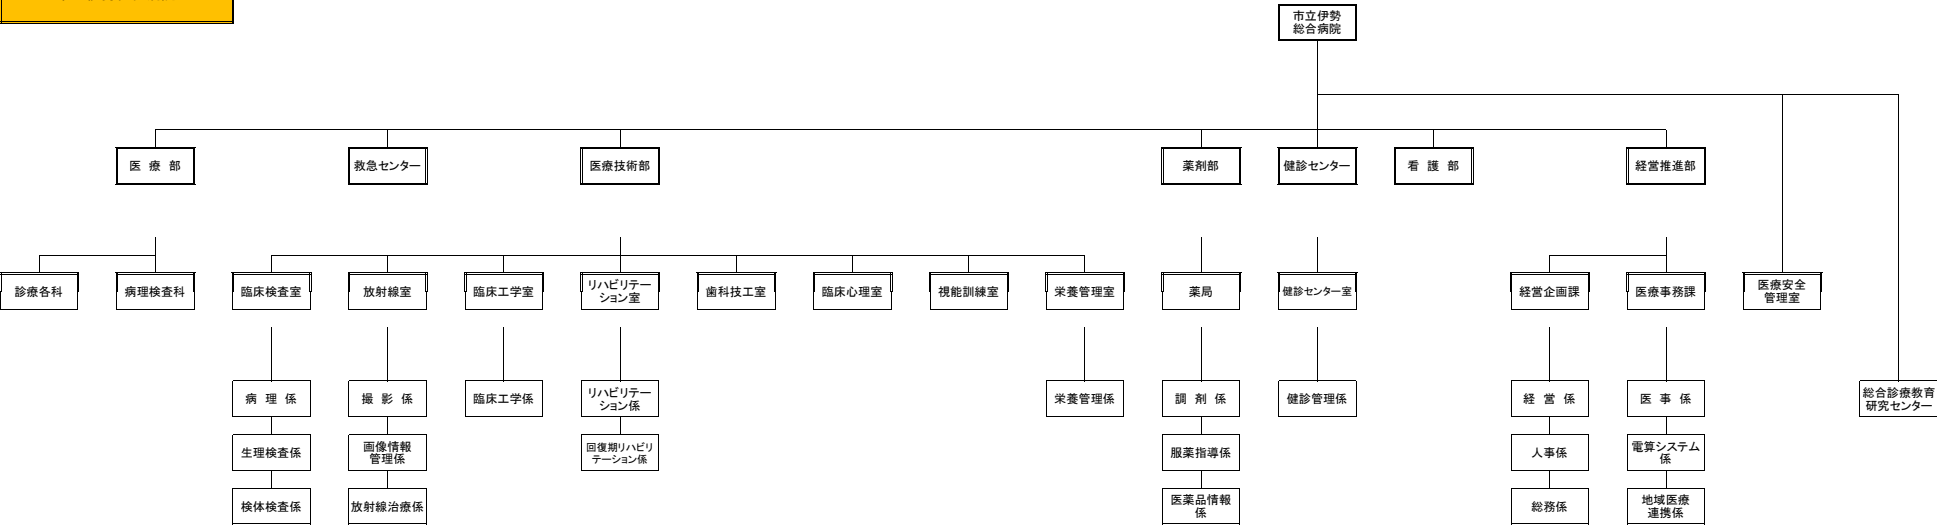 市立伊勢
総合病院
医 療 部
救急センター
医療技術部
薬剤部
健診センター
看 護 部
経営推進部
診療各科
病理検査科
臨床検査室
放射線室
臨床工学室
リハビリテー
ション室
歯科技工室
臨床心理室
視能訓練室
栄養管理室
薬局
健診センター室
経営企画課
医療事務課
医療安全
管理室
病 理 係
撮 影 係
臨床工学係
リハビリテー
ション係
栄養管理係
調 剤 係
健診管理係
経 営 係
医 事 係
総合診療教育
研究センター
生理検査係
画像情報
管理係
回復期リハビリ
テーション係
服薬指導係
人事係
電算システム
係
検体検査係
放射線治療係
医薬品情報
係
総務係
地域医療
連携係